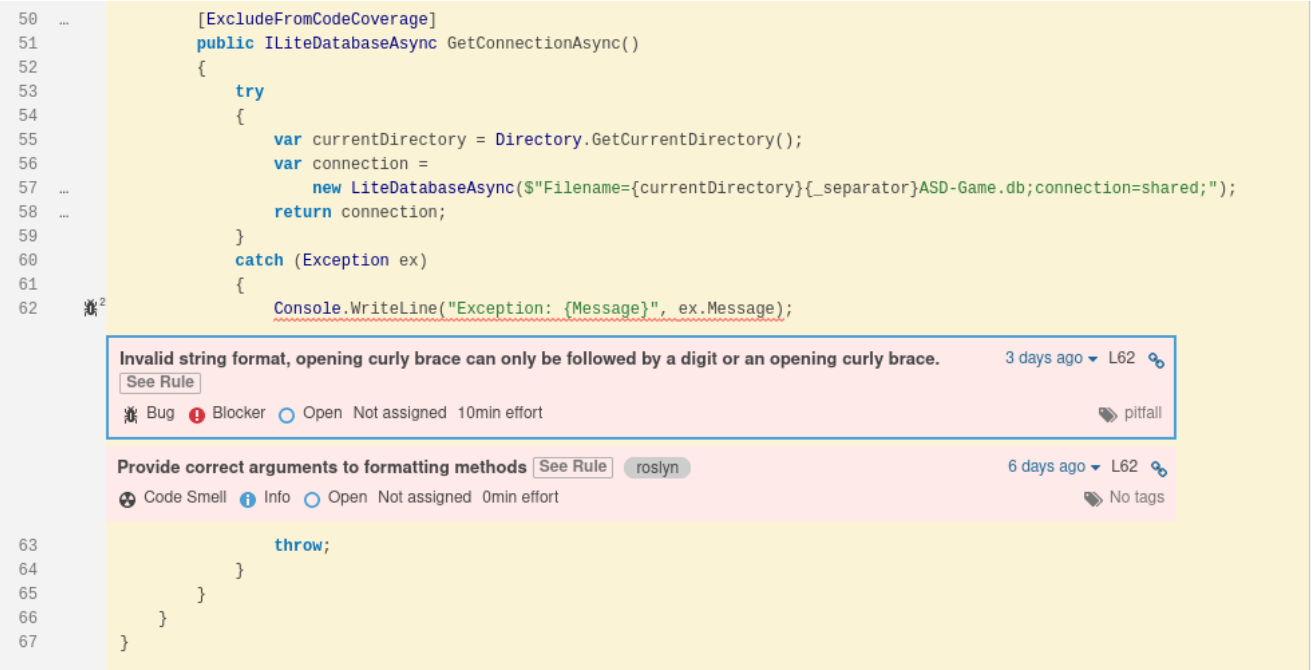 50 … [ExcludeFromCodeCoverage]
51 public ILiteDatabaseAsync GetConnectionAsync()
52 {
53 try
54 {
55 var currentDirectory = Directory.GetCurrentDirectory();
56 var connection =
57 … new LiteDatabaseAsync($"Filename={currentDirectory}{_separator}ASD-Game.db;connection=shared;");
58 … return connection;
59 }
60 catch (Exception ex)
61 {
62 2 Console.WriteLine("Exception: {Message}", ex.Message);
Invalid string format, opening curly brace can only be followed by a digit or an opening curly brace. 3 days ago L62
See Rule
Bug Blocker Open Not assigned 10min effort pitfall
Provide correct arguments to formatting methods See Rule roslyn 6 days ago L62
Code Smell Info Open Not assigned 0min effort No tags
63 throw;
64 }
65 }
66 }
67 }